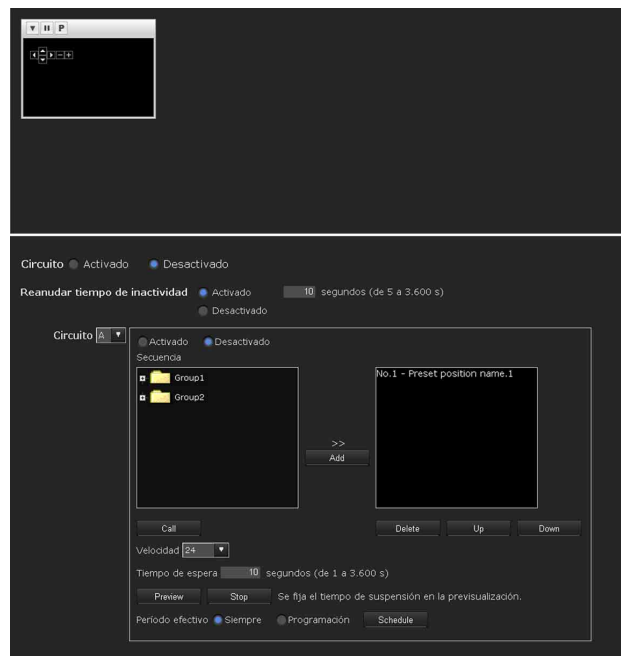 P
Circuito Activado Desactivado
Reanudar tiempo de inactividad Activado 10 segundos (de 5 a 3.600 s)
Desactivado
Circuito A
Activado Desactivado
Secuencia
Group1
Group2
>>
Add
No.1 - Preset position name.1
Call Delete Up Down
Velocidad 24
Tiempo de espera 10 segundos (de 1 a 3.600 s)
Preview Stop Se fija el tiempo de suspensión en la previsualización.
Período efectivo Siempre Programación Schedule